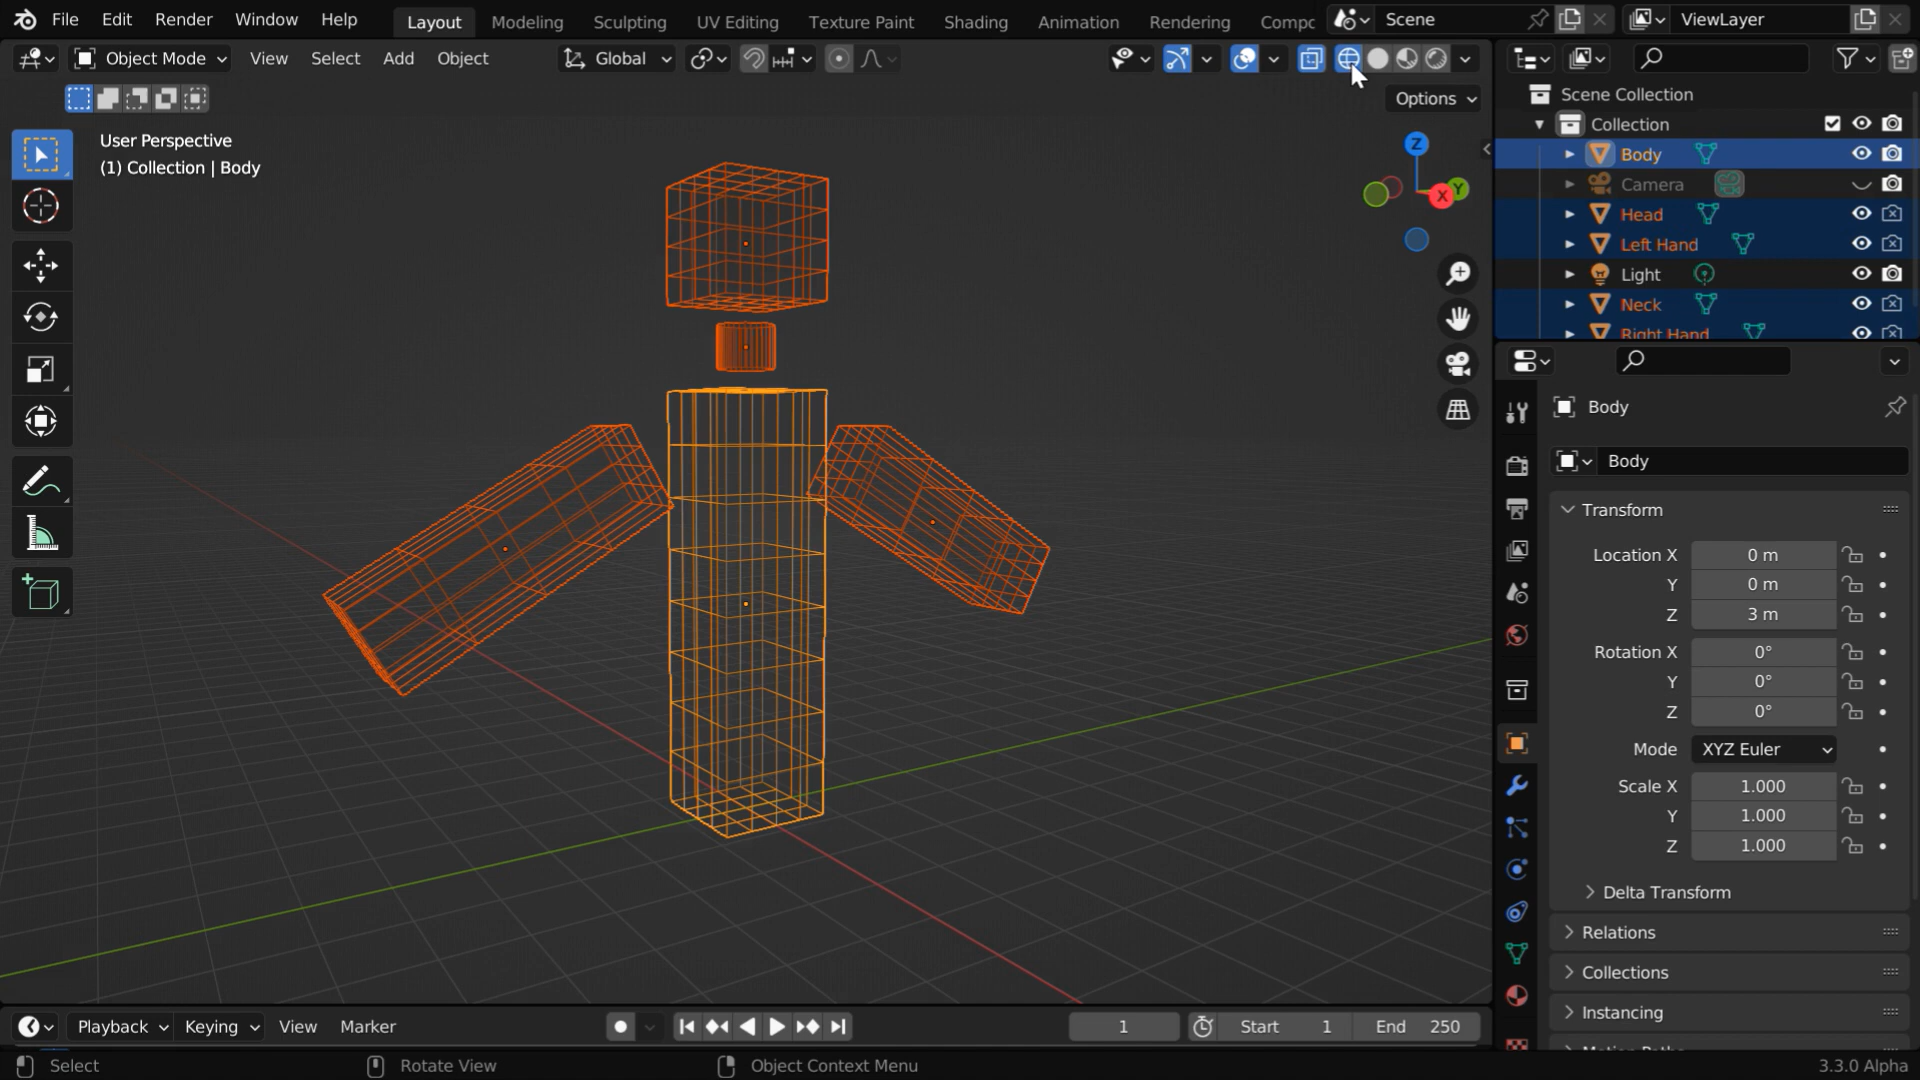 File Edit Render Window Help Layout Modeling Sculpting UV Editing Texture Paint Shading Animation Rendering Compo Scene ViewLayer
Object Mode View Select Add Object Global
Options
User Perspective
(1) Collection | Body
Z
Y
X
Scene Collection
Collection
Body
Camera
Head
Left Hand
Light
Neck
Right Hand
Body
Body
Transform
Location X 0 m
Y 0 m
Z 3 m
Rotation X 0°
Y 0°
Z 0°
Mode XYZ Euler
Scale X 1.000
Y 1.000
Z 1.000
Delta Transform
Relations
Collections
Instancing
Playback Keying View Marker 1 Start 1 End 250
Select Rotate View Object Context Menu 3.3.0 Alpha